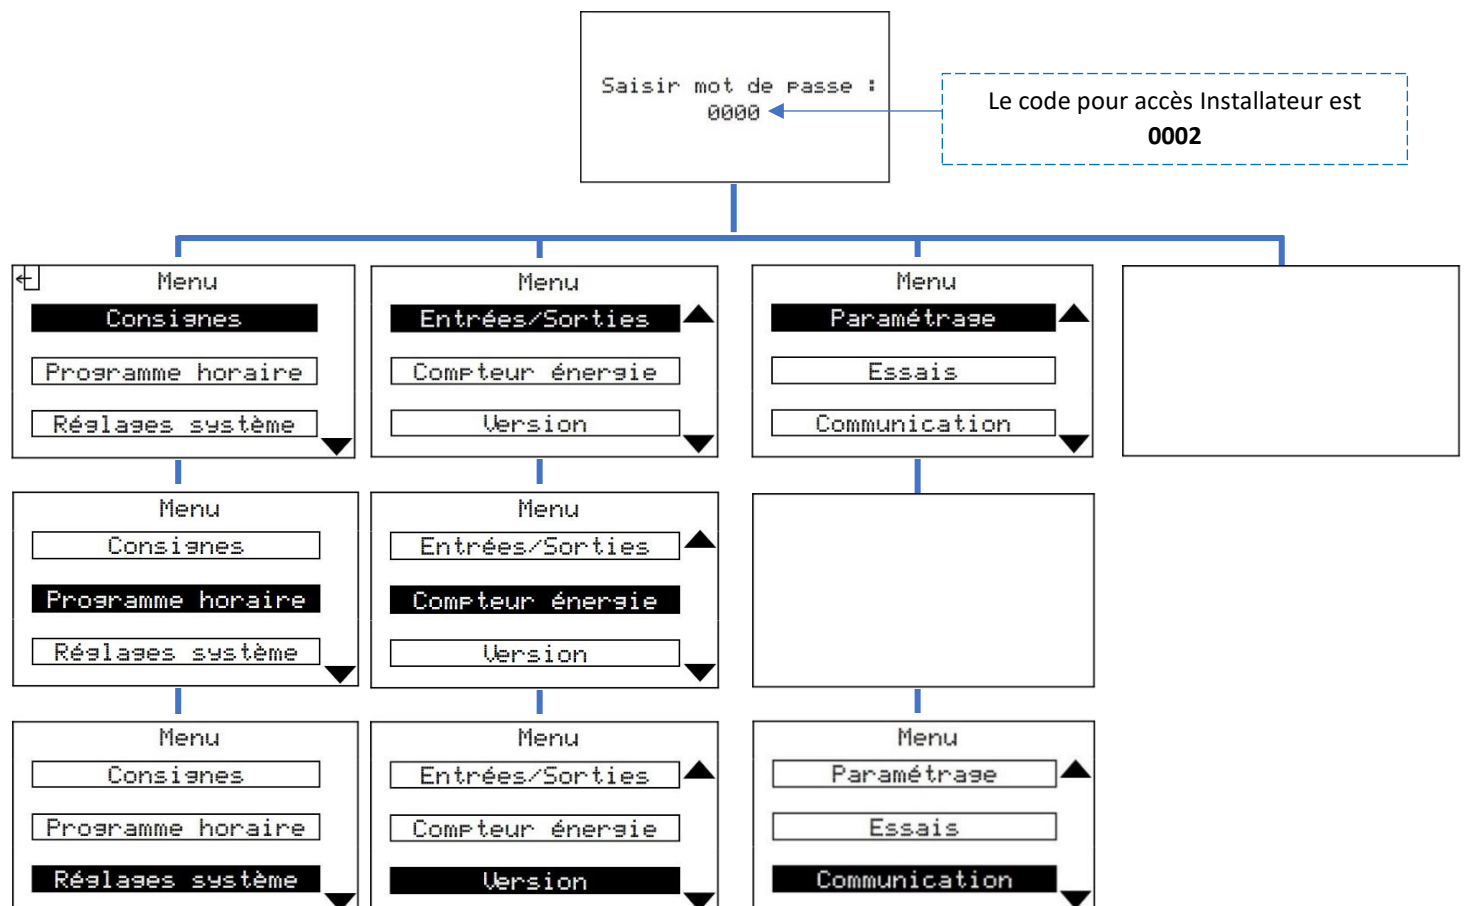 Saisir mot de passe :
0000
Le code pour accès Installateur est
0002
Menu
Consignes
Programme horaire
Réglages système
Menu
Entrées/Sorties
Compteur énergie
Version
Menu
Paramétrage
Essais
Communication
Menu
Consignes
Programme horaire
Réglages système
Menu
Entrées/Sorties
Compteur énergie
Version
Menu
Consignes
Programme horaire
Réglages système
Menu
Entrées/Sorties
Compteur énergie
Version
Menu
Paramétrage
Essais
Communication